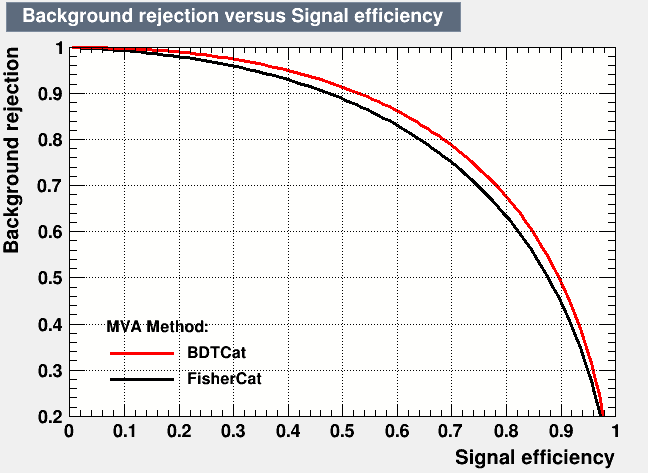 Background rejection versus Signal efficiency
Background rejection
1
0.9
0.8
0.7
0.6
0.5
0.4
0.3
0.2
MVA Method:
BDTCat
FisherCat
0 0.1 0.2 0.3 0.4 0.5 0.6 0.7 0.8 0.9 1
Signal efficiency